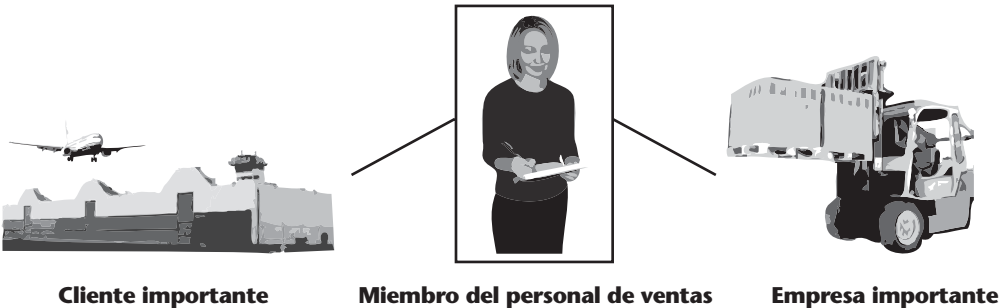 Cliente importante
Miembro del personal de ventas
Empresa importante